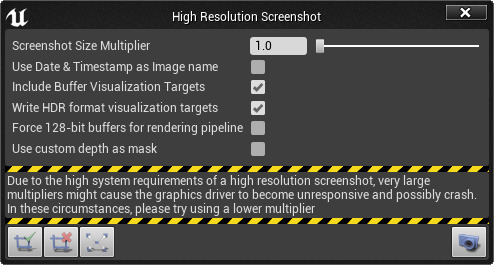 High Resolution Screenshot
Screenshot Size Multiplier 1.0
Use Date & Timestamp as Image name
Include Buffer Visualization Targets
Write HDR format visualization targets
Force 128-bit buffers for rendering pipeline
Use custom depth as mask
Due to the high system requirements of a high resolution screenshot, very large
multipliers might cause the graphics driver to become unresponsive and possibly crash.
In these circumstances, please try using a lower multiplier